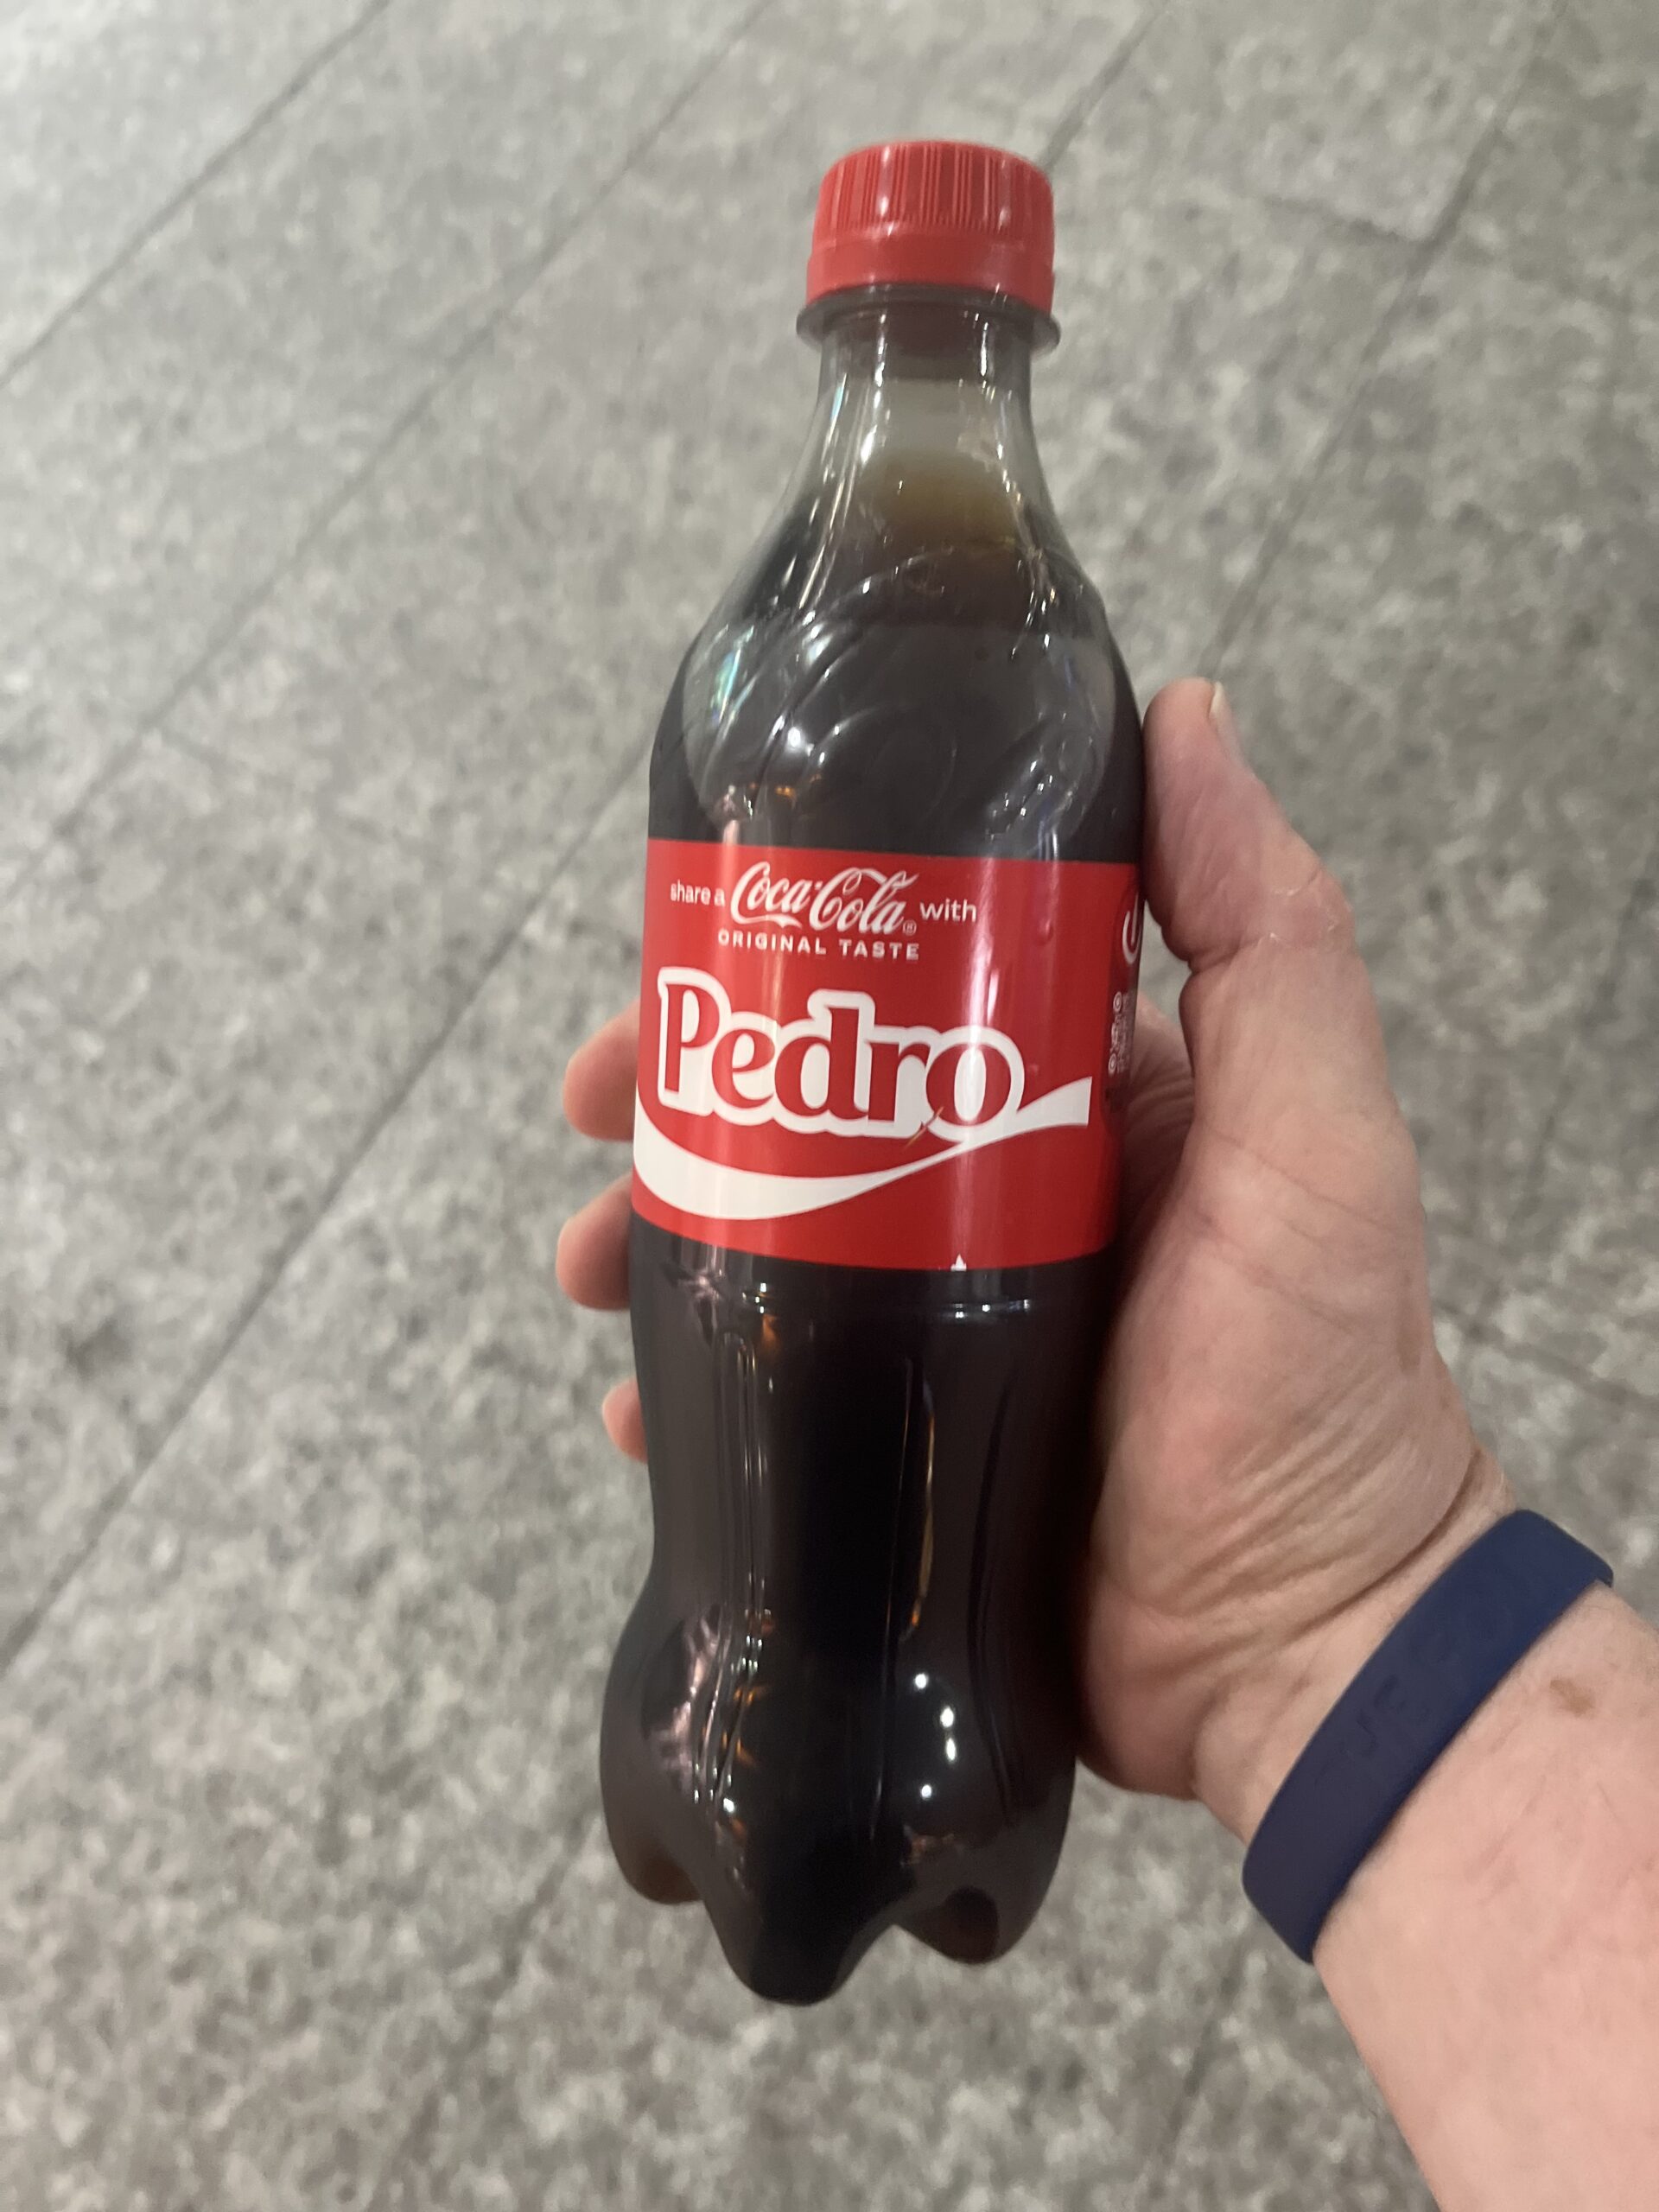 share a Coca-Cola® with
ORIGINAL TASTE
Pedro